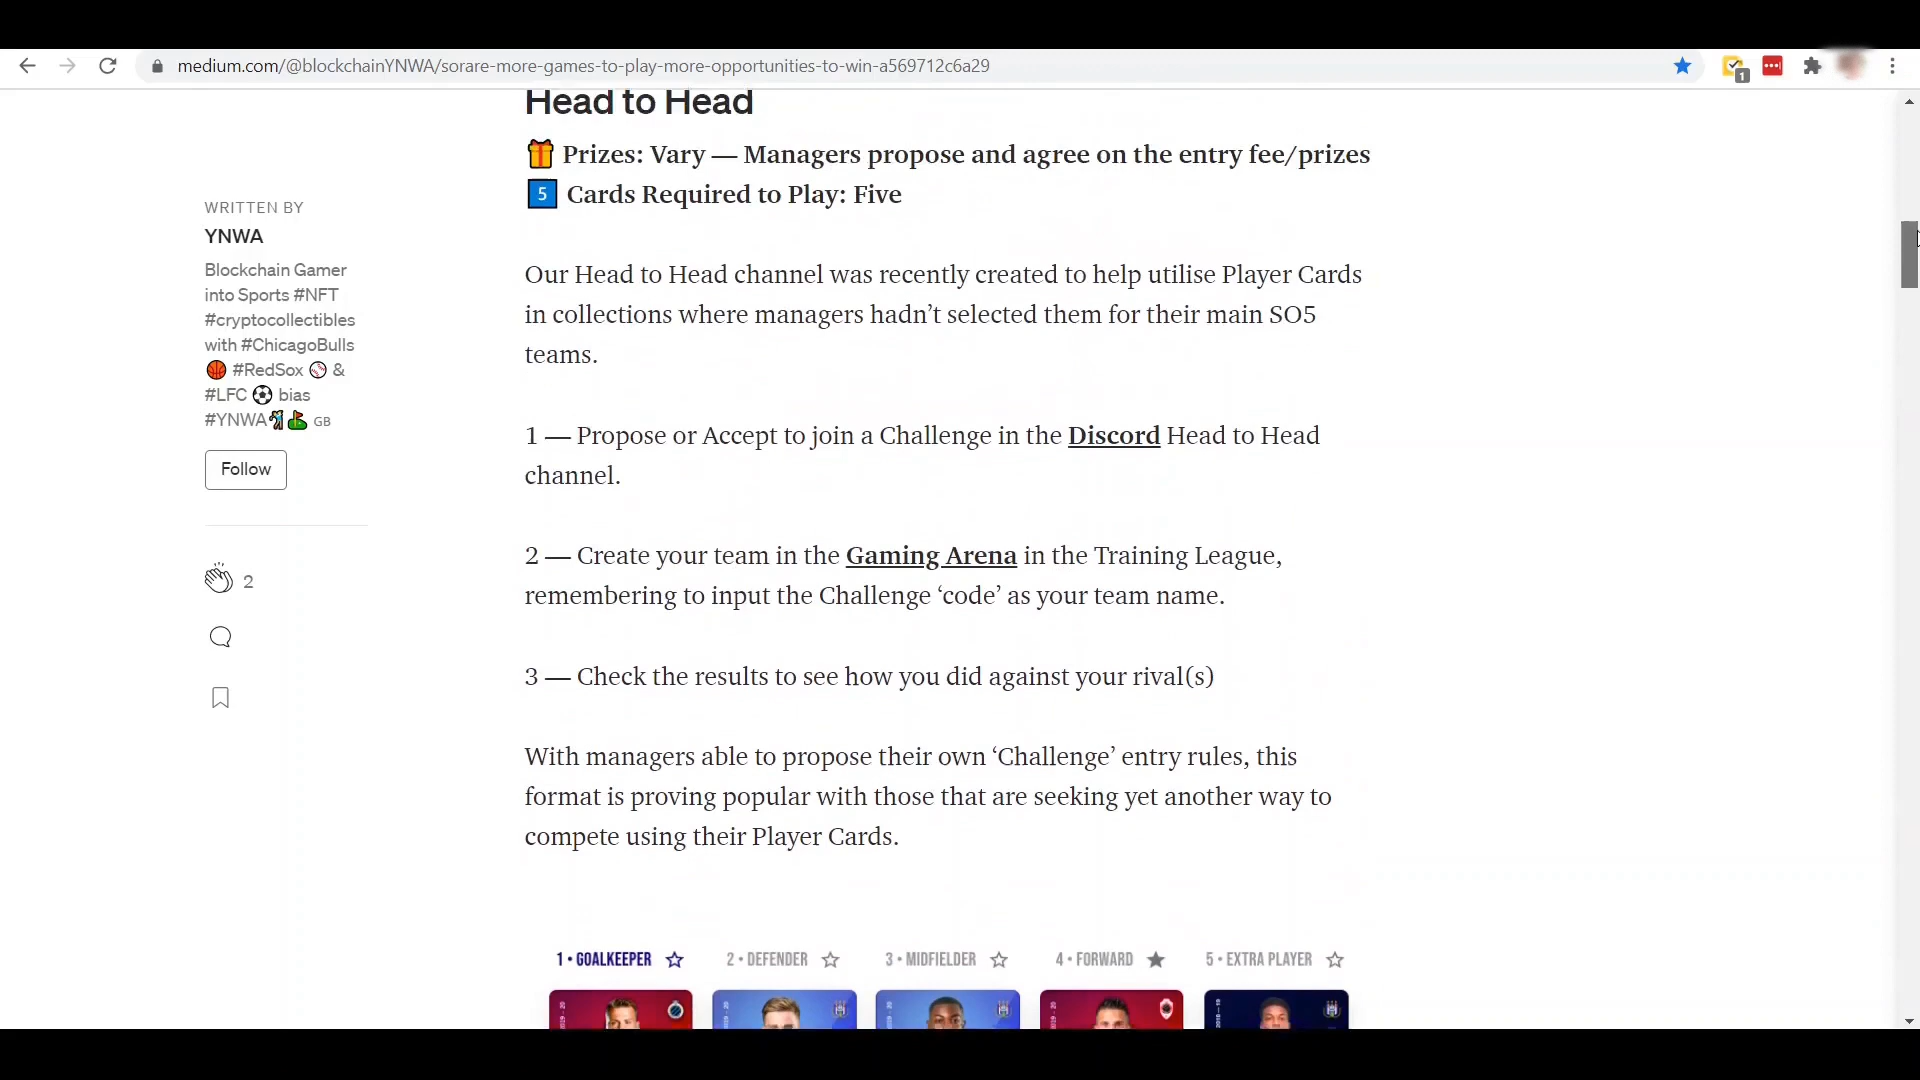 medium.com/@blockchainYNWA/sorare-more-games-to-play-more-opportunities-to-win-a569712c6a29
1
Head to Head
🎁 Prizes: Vary — Managers propose and agree on the entry fee/prizes
5 Cards Required to Play: Five
WRITTEN BY
YNWA
Blockchain Gamer
into Sports #NFT
#cryptocollectibles
with #ChicagoBulls
🏀 #RedSox ⚾ &
#LFC ⚽ bias
#YNWA🏌️⛳ GB
Follow
2
Our Head to Head channel was recently created to help utilise Player Cards
in collections where managers hadn’t selected them for their main SO5
teams.
1 — Propose or Accept to join a Challenge in the Discord Head to Head
channel.
2 — Create your team in the Gaming Arena in the Training League,
remembering to input the Challenge ‘code’ as your team name.
3 — Check the results to see how you did against your rival(s)
With managers able to propose their own ‘Challenge’ entry rules, this
format is proving popular with those that are seeking yet another way to
compete using their Player Cards.
1 • GOALKEEPER ☆ 2 • DEFENDER ☆ 3 • MIDFIELDER ☆ 4 • FORWARD ★ 5 • EXTRA PLAYER ☆